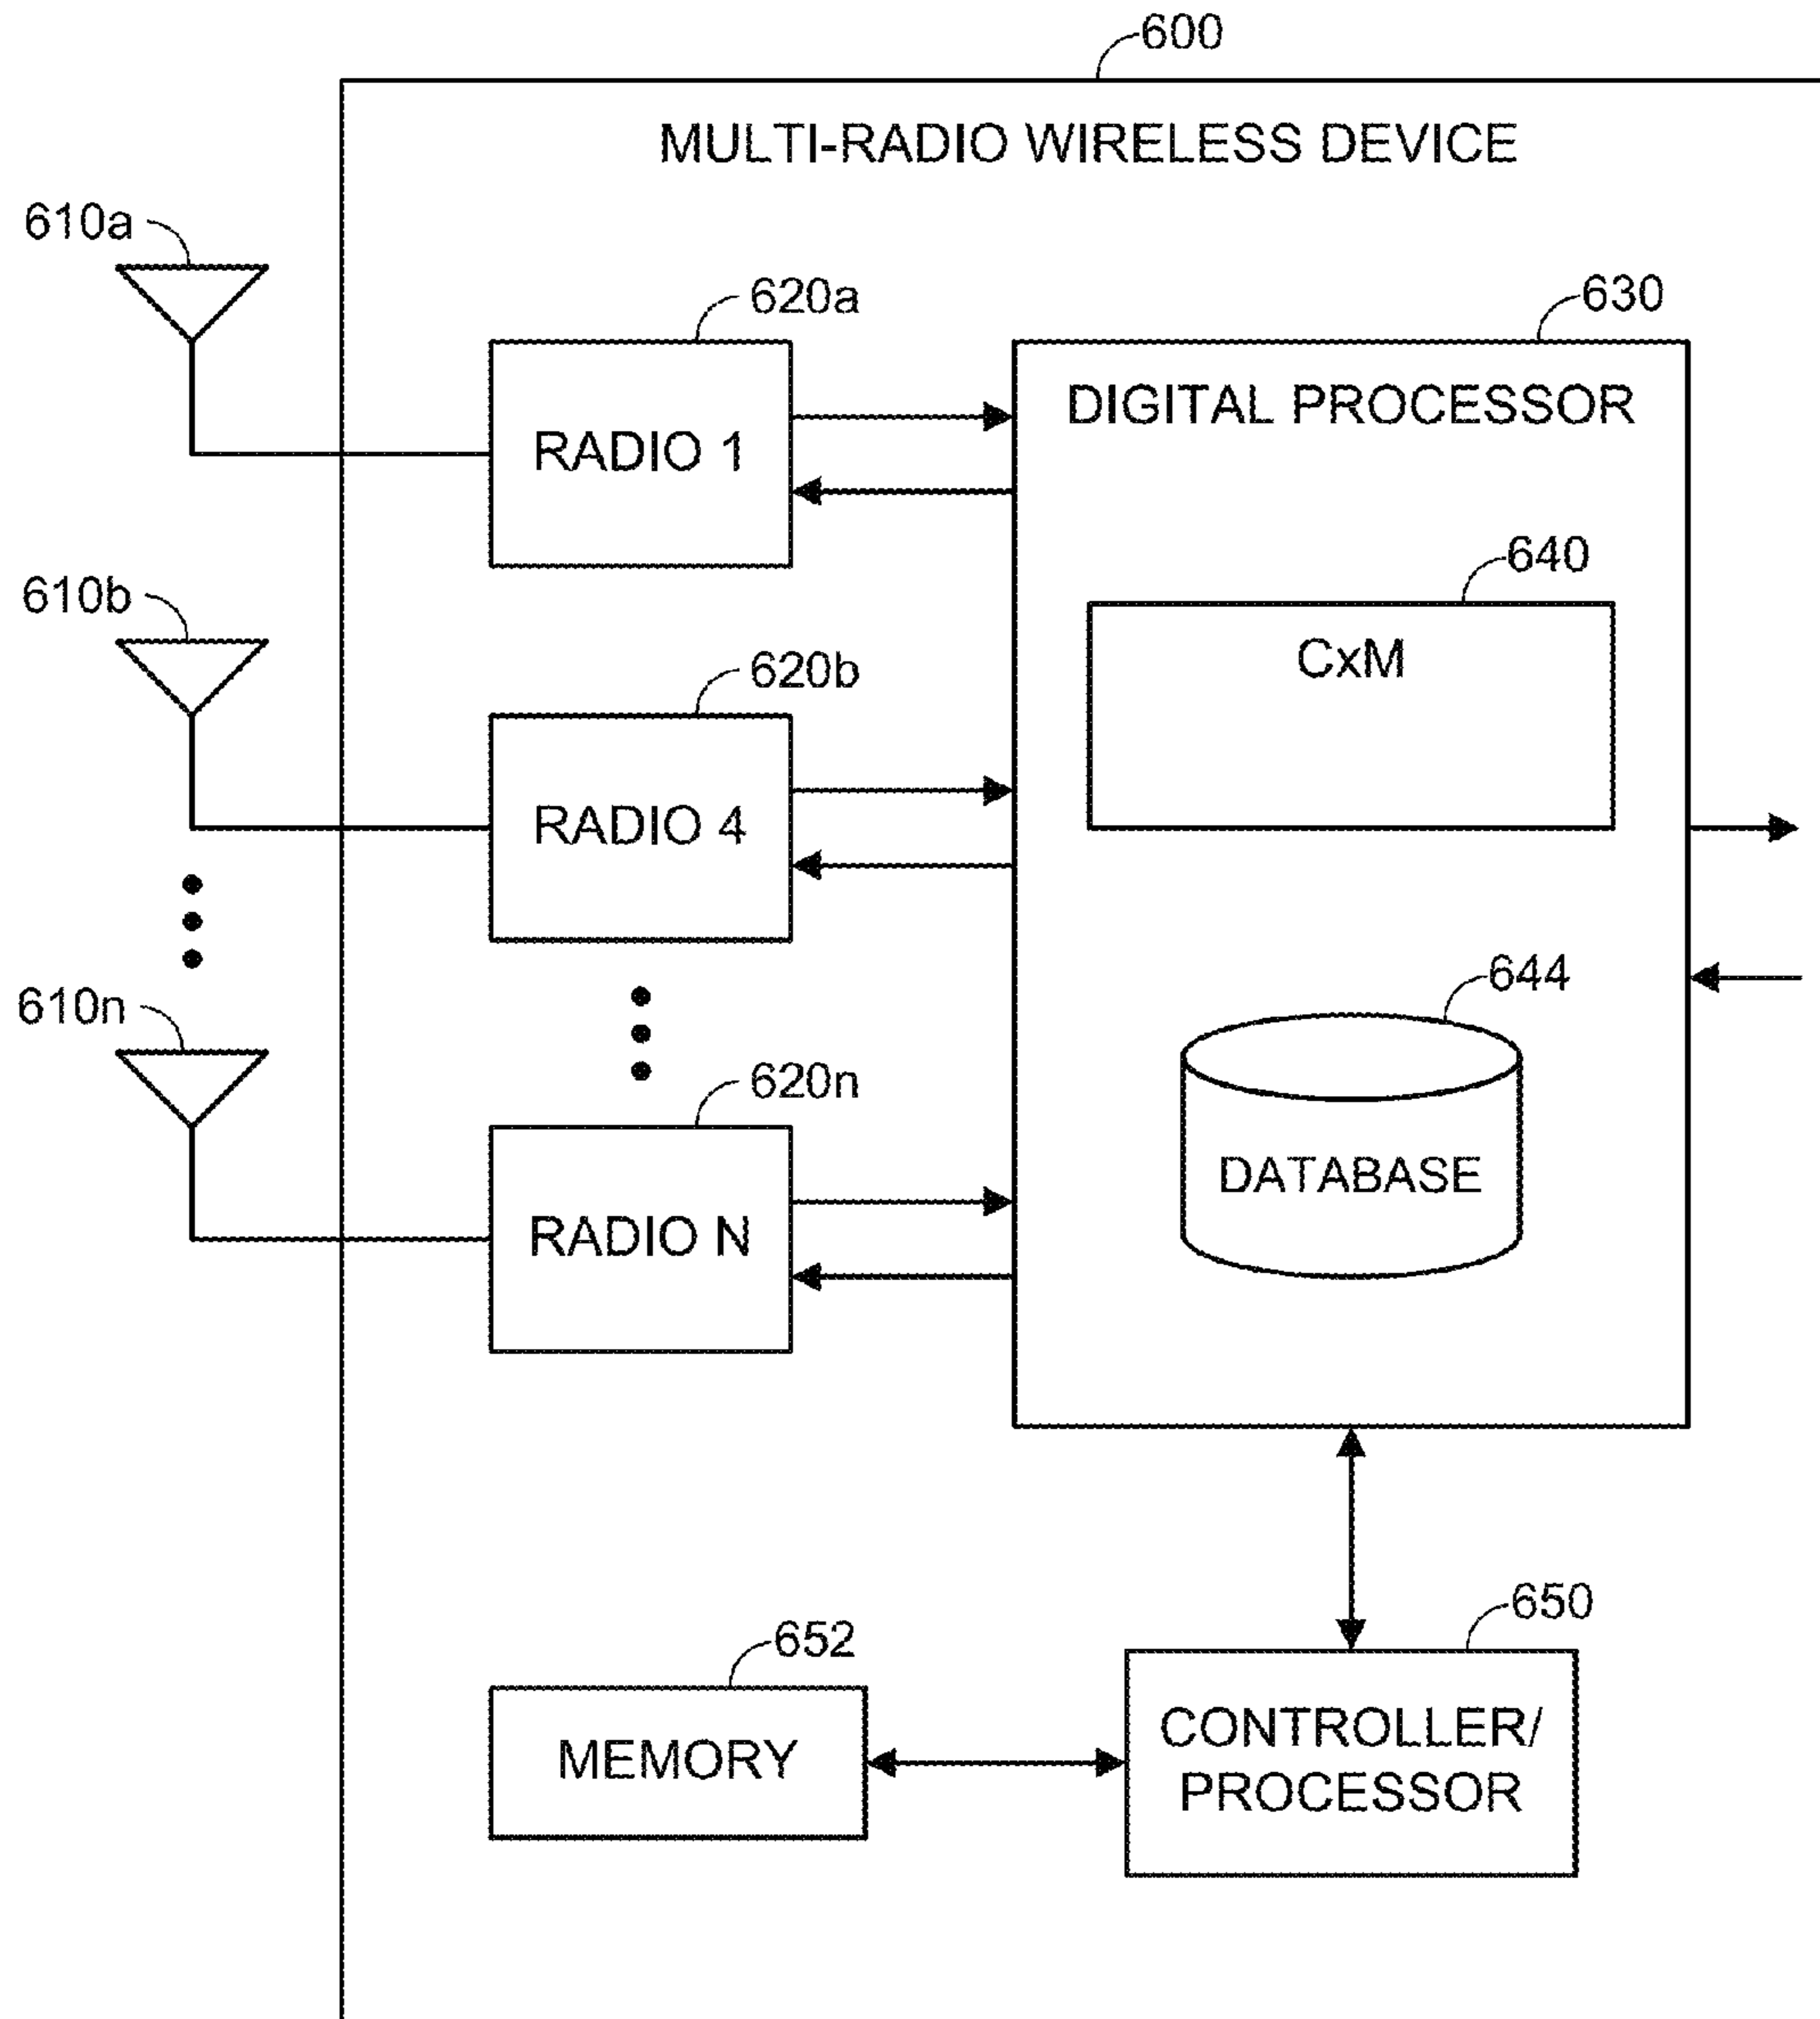 600
MULTI-RADIO WIRELESS DEVICE
610a
620a
630
RADIO 1
DIGITAL PROCESSOR
640
CxM
610b
620b
RADIO 4
644
DATABASE
610n
620n
RADIO N
652
MEMORY
650
CONTROLLER/
PROCESSOR